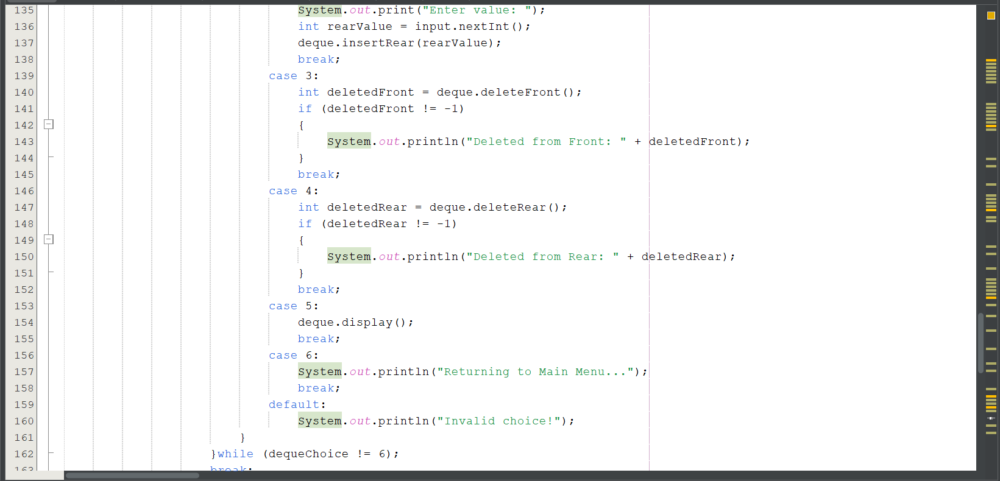 135 System.out.print("Enter value: ");
136 int rearValue = input.nextInt();
137 deque.insertRear(rearValue);
138 break;
139 case 3:
140 int deletedFront = deque.deleteFront();
141 if (deletedFront != -1)
142 {
143 System.out.println("Deleted from Front: " + deletedFront);
144 }
145 break;
146 case 4:
147 int deletedRear = deque.deleteRear();
148 if (deletedRear != -1)
149 {
150 System.out.println("Deleted from Rear: " + deletedRear);
151 }
152 break;
153 case 5:
154 deque.display();
155 break;
156 case 6:
157 System.out.println("Returning to Main Menu...");
158 break;
159 default:
160 System.out.println("Invalid choice!");
161 }
162 }while (dequeChoice != 6);
163 break;